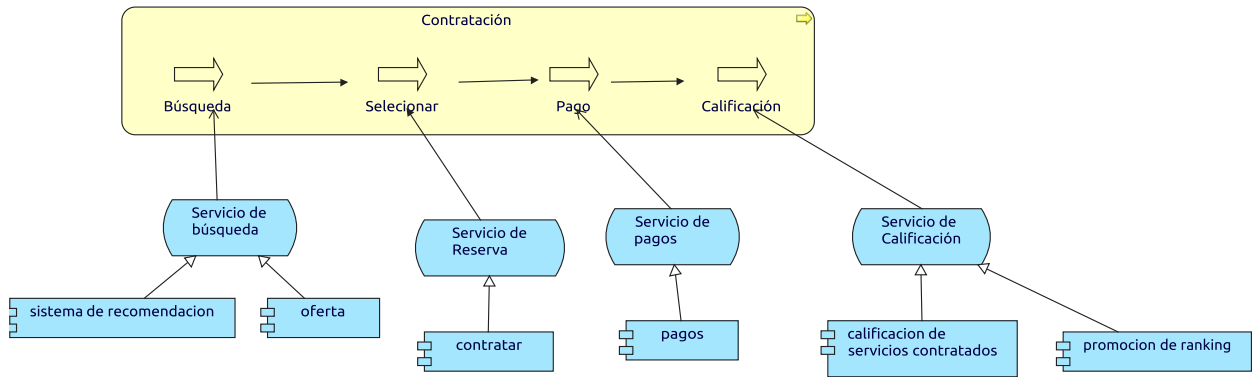 Contratación
Búsqueda
Selecionar
Pago
Calificación
Servicio de
búsqueda
Servicio de
Reserva
Servicio de
pagos
Servicio de
Calificación
sistema de recomendacion
oferta
contratar
pagos
calificacion de
servicios contratados
promocion de ranking